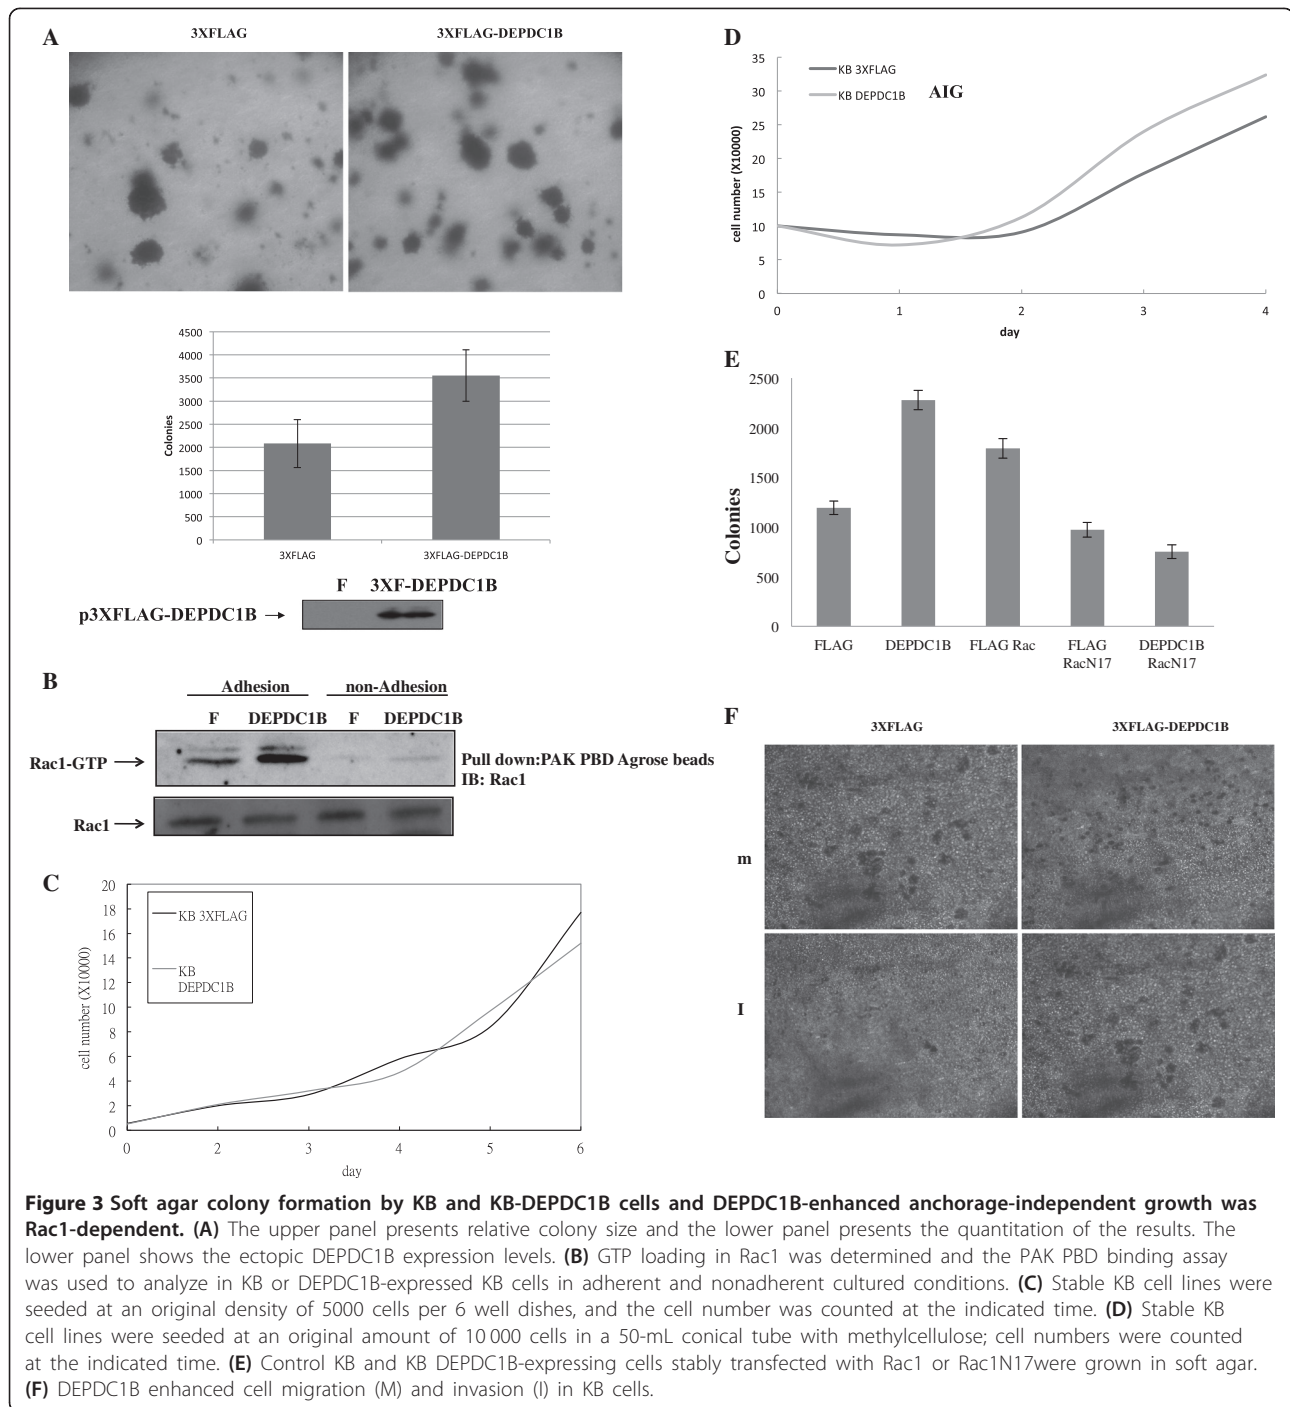 A
3XFLAG
3XFLAG-DEPDC1B
4500
4000
3500
3000
2500
2000
1500
1000
500
0
Colonies
3XFLAG
3XFLAG-DEPDC1B
F 3XF-DEPDC1B
p3XFLAG-DEPDC1B
B
Adhesion non-Adhesion
F DEPDC1B F DEPDC1B
Rac1-GTP
Pull down:PAK PBD Agrose beads
IB: Rac1
Rac1
C
20
18
16
14
12
10
8
6
4
2
0
cell number (X10000)
KB 3XFLAG
KB
DEPDC1B
0 2 3 4 5 6
day
D
35
30
25
20
15
10
5
0
cell number (X10000)
KB 3XFLAG
KB DEPDC1B
AIG
0 1 2 3 4
day
E
2500
2000
1500
1000
500
0
Colonies
FLAG
DEPDC1B
FLAG Rac
FLAG
RacN17
DEPDC1B
RacN17
F
3XFLAG
3XFLAG-DEPDC1B
m
I
Figure 3 Soft agar colony formation by KB and KB-DEPDC1B cells and DEPDC1B-enhanced anchorage-independent growth was
Rac1-dependent. (A) The upper panel presents relative colony size and the lower panel presents the quantitation of the results. The
lower panel shows the ectopic DEPDC1B expression levels. (B) GTP loading in Rac1 was determined and the PAK PBD binding assay
was used to analyze in KB or DEPDC1B-expressed KB cells in adherent and nonadherent cultured conditions. (C) Stable KB cell lines were
seeded at an original density of 5000 cells per 6 well dishes, and the cell number was counted at the indicated time. (D) Stable KB
cell lines were seeded at an original amount of 10 000 cells in a 50-mL conical tube with methylcellulose; cell numbers were counted
at the indicated time. (E) Control KB and KB DEPDC1B-expressing cells stably transfected with Rac1 or Rac1N17were grown in soft agar.
(F) DEPDC1B enhanced cell migration (M) and invasion (I) in KB cells.